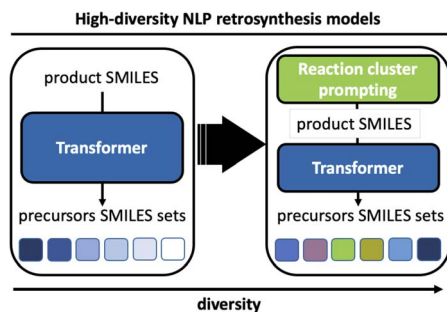 High-diversity NLP retrosynthesis models
product SMILES
Transformer
precursors SMILES sets
Reaction cluster
prompting
product SMILES
Transformer
precursors SMILES sets
diversity